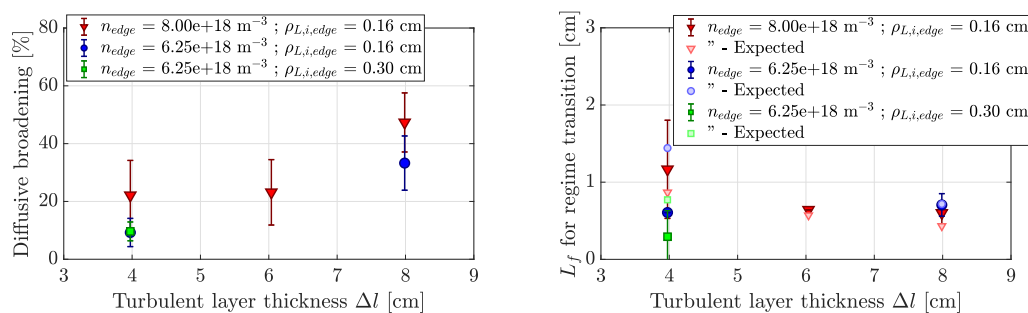 Diffusive broadening [%]
80
60
40
20
0
n_edge = 8.00e+18 m⁻³ ; ρ_L,i,edge = 0.16 cm
n_edge = 6.25e+18 m⁻³ ; ρ_L,i,edge = 0.16 cm
n_edge = 6.25e+18 m⁻³ ; ρ_L,i,edge = 0.30 cm
3 4 5 6 7 8 9
Turbulent layer thickness Δl [cm]
L_f for regime transition [cm]
3
2
1
0
n_edge = 8.00e+18 m⁻³ ; ρ_L,i,edge = 0.16 cm
" - Expected
n_edge = 6.25e+18 m⁻³ ; ρ_L,i,edge = 0.16 cm
" - Expected
n_edge = 6.25e+18 m⁻³ ; ρ_L,i,edge = 0.30 cm
" - Expected
3 4 5 6 7 8 9
Turbulent layer thickness Δl [cm]